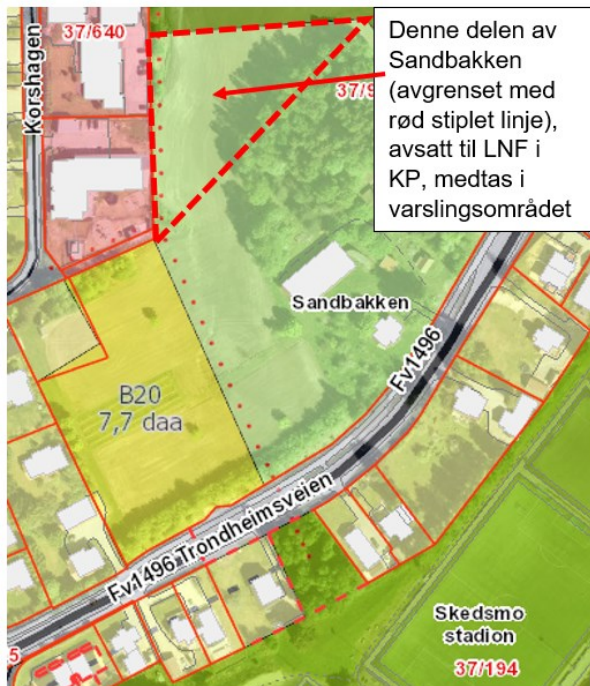 37/640
Korshagen
Denne delen av
Sandbakken
(avgrenset med
rød stiplet linje),
avsatt til LNF i
KP, medtas i
varslingsområdet
37/9
Sandbakken
Fv1496
B20
7,7 daa
Fv1496 Trondheimsveien
Skedsmo
stadion
37/194
5